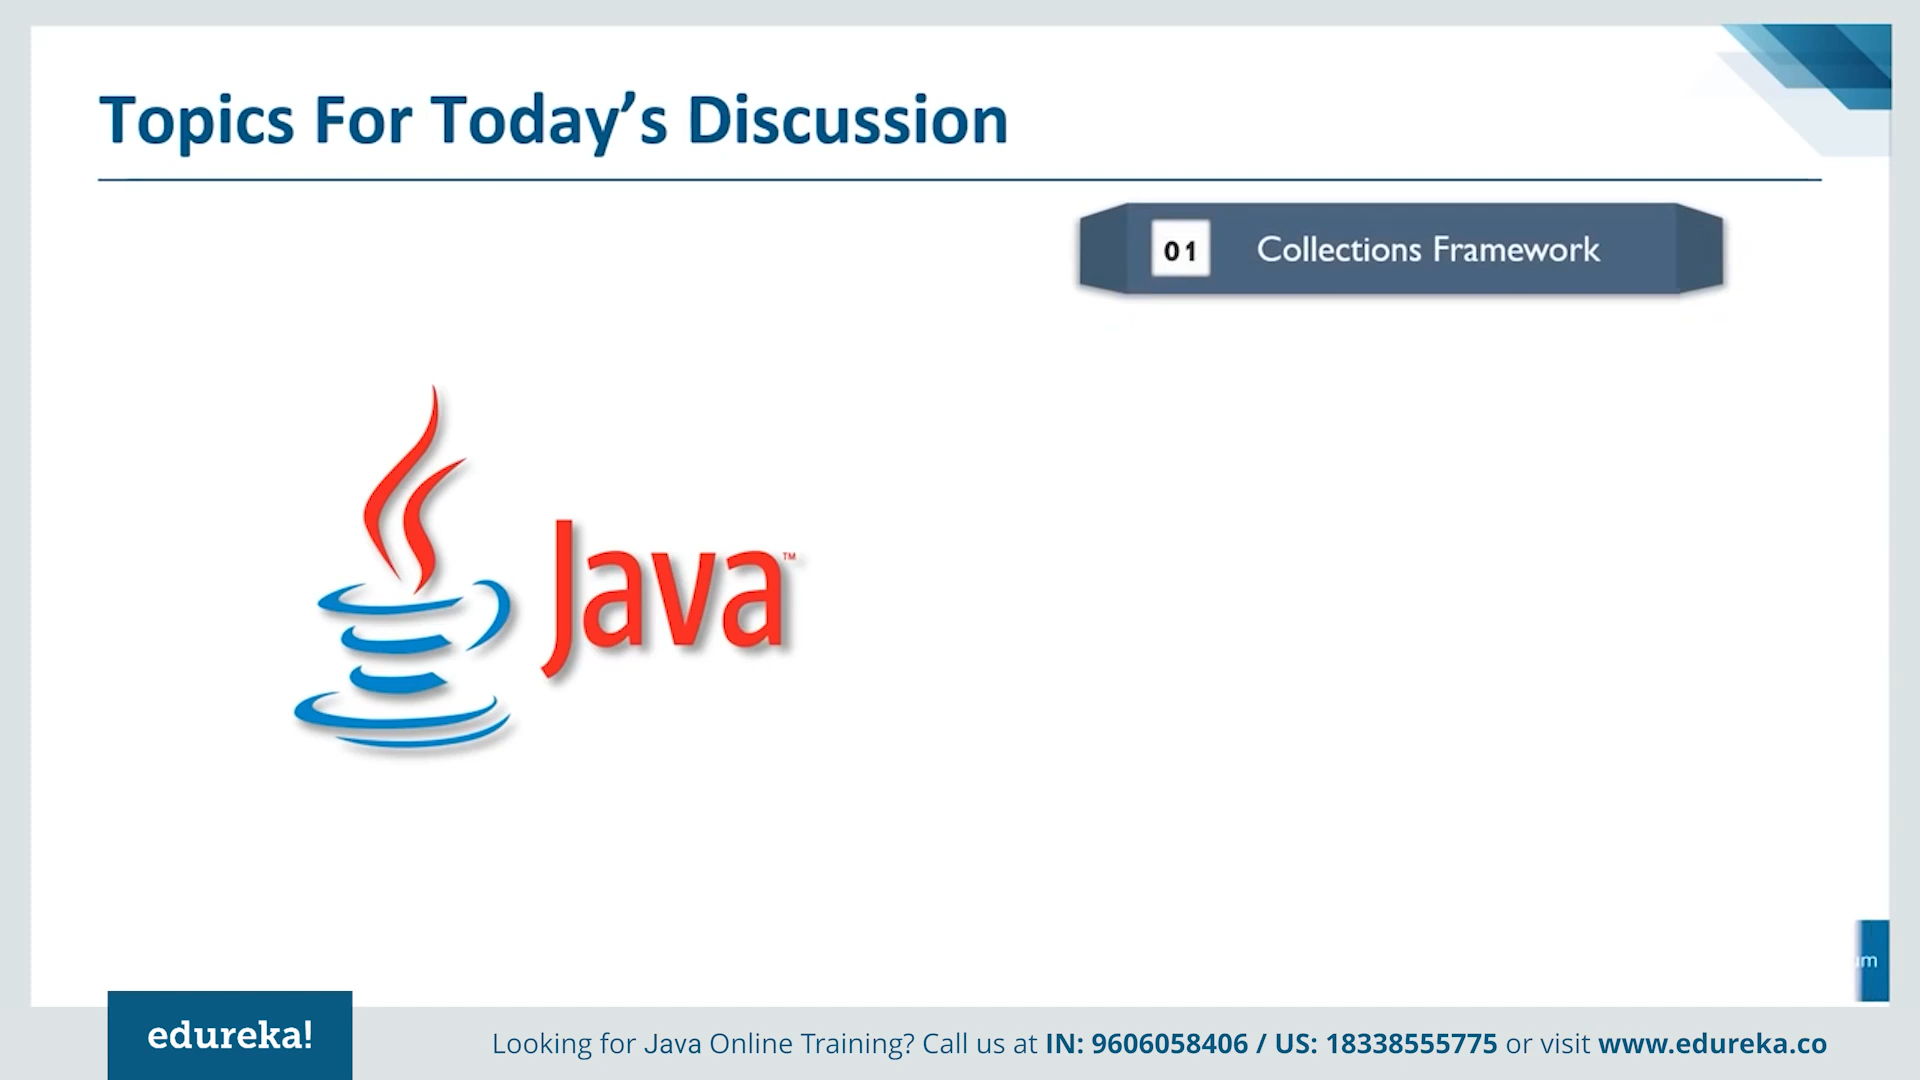 Topics For Today’s Discussion
01 Collections Framework
Java™
edureka!
Looking for Java Online Training? Call us at IN: 9606058406 / US: 18338555775 or visit www.edureka.co